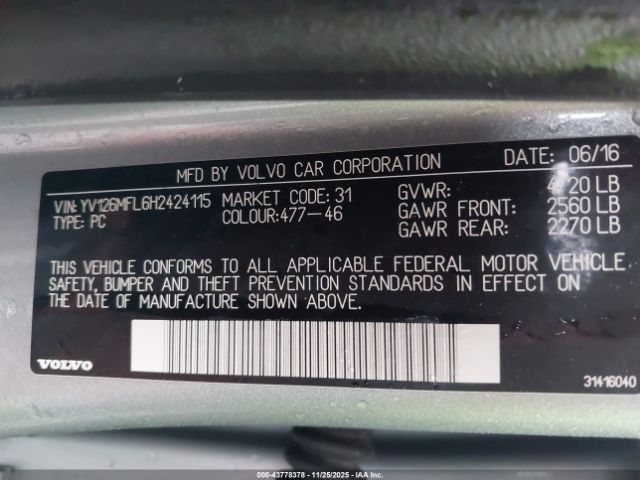 MFD BY VOLVO CAR CORPORATION DATE: 06/16
VIN: YV126MFL6H2424115 MARKET CODE: 31 GVWR: 4720 LB
TYPE: PC COLOUR:477-46 GAWR FRONT: 2560 LB
GAWR REAR: 2270 LB
THIS VEHICLE CONFORMS TO ALL APPLICABLE FEDERAL MOTOR VEHICLE
SAFETY, BUMPER AND THEFT PREVENTION STANDARDS IN EFFECT ON
THE DATE OF MANUFACTURE SHOWN ABOVE.
VOLVO
31416040
000-43778378 - 11/25/2025 - IAAI.COM